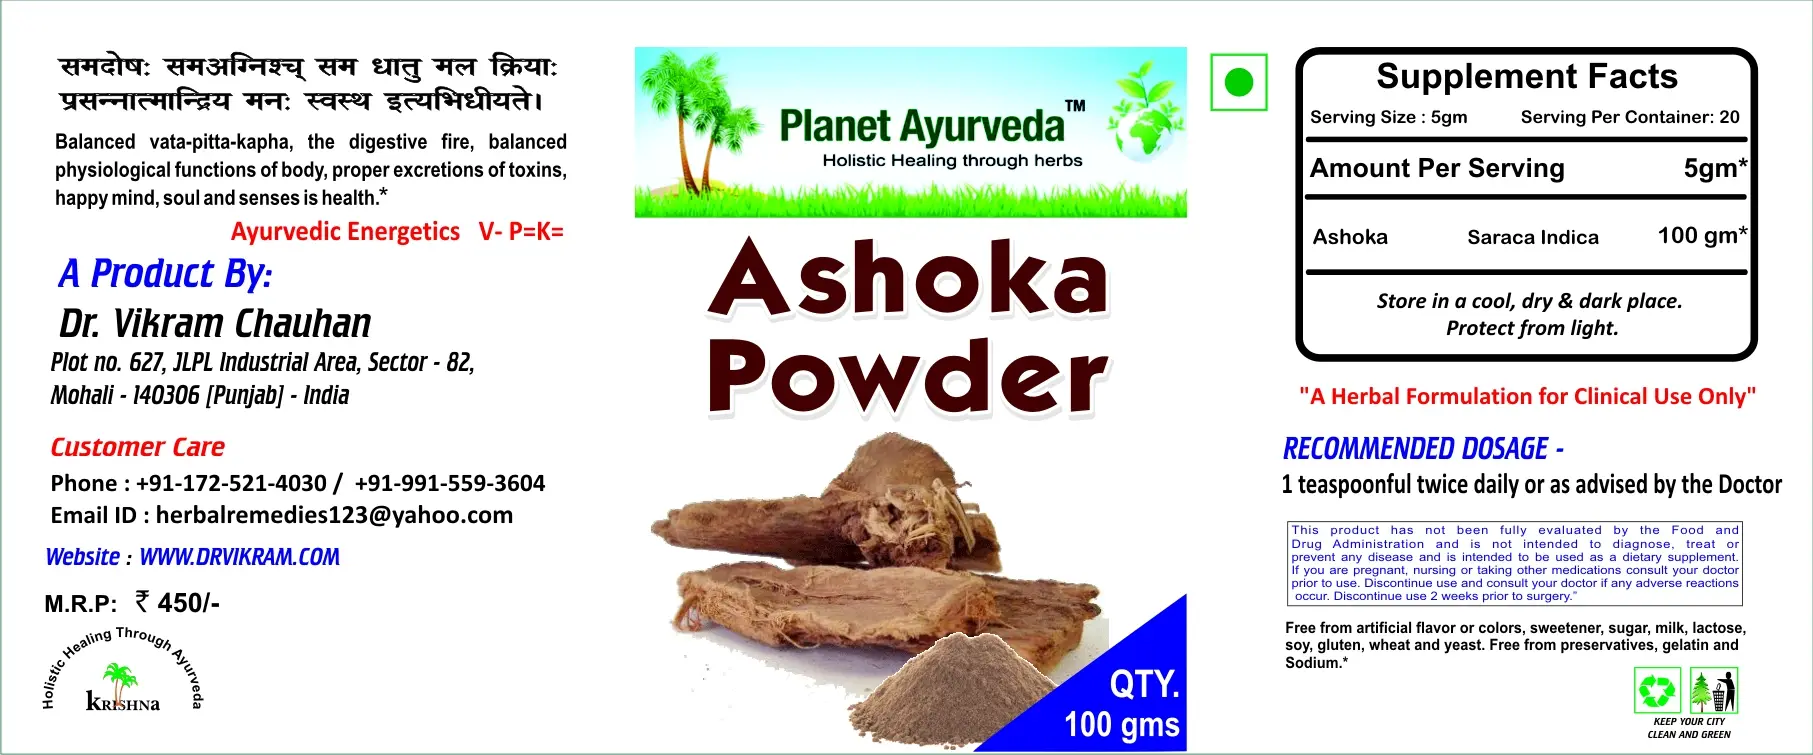 समदोषः समअग्निश्च् सम धातु मल क्रियाः
प्रसन्नात्मान्द्रिय मनः स्वस्थ इत्यभिधीयते।
Balanced vata-pitta-kapha, the digestive fire, balanced
physiological functions of body, proper excretions of toxins,
happy mind, soul and senses is health.*
Ayurvedic Energetics V- P=K=
A Product By:
Dr. Vikram Chauhan
Plot no. 627, JLPL Industrial Area, Sector - 82,
Mohali - 140306 [Punjab] - India
Customer Care
Phone : +91-172-521-4030 / +91-991-559-3604
Email ID : herbalremedies123@yahoo.com
Website : WWW.DRVIKRAM.COM
M.R.P: ₹ 450/-
Holistic Healing Through Ayurveda
KRISHNa
Planet Ayurveda™
Holistic Healing through herbs
Ashoka
Powder
QTY.
100 gms
Supplement Facts
Serving Size : 5gm Serving Per Container: 20
Amount Per Serving 5gm*
Ashoka Saraca Indica 100 gm*
Store in a cool, dry & dark place.
Protect from light.
"A Herbal Formulation for Clinical Use Only"
RECOMMENDED DOSAGE -
1 teaspoonful twice daily or as advised by the Doctor
This product has not been fully evaluated by the Food and
Drug Administration and is not intended to diagnose, treat or
prevent any disease and is intended to be used as a dietary supplement.
If you are pregnant, nursing or taking other medications consult your doctor
prior to use. Discontinue use and consult your doctor if any adverse reactions
occur. Discontinue use 2 weeks prior to surgery.”
Free from artificial flavor or colors, sweetener, sugar, milk, lactose,
soy, gluten, wheat and yeast. Free from preservatives, gelatin and
Sodium.*
KEEP YOUR CITY
CLEAN AND GREEN